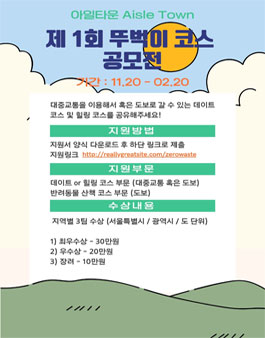 아일타운 Aisle Town
제 1회 뚜벅이 코스
공모전
기간 : 11.20 - 02.20
대중교통을 이용해서 혹은 도보로 갈 수 있는 데이트
코스 및 힐링 코스를 공유해주세요!
지원방법
지원서 양식 다운로드 후 하단 링크로 제출
지원링크 http://reallygreatsite.com/zerowaste
지원부문
데이트 or 힐링 코스 부문 (대중교통 혹은 도보)
반려동물 산책 코스 부문 (도보)
수상내용
지역별 3팀 수상 (서울특별시 / 광역시 / 도 단위)
1) 최우수상 - 30만원
2) 우수상 - 20만원
3) 장려 - 10만원